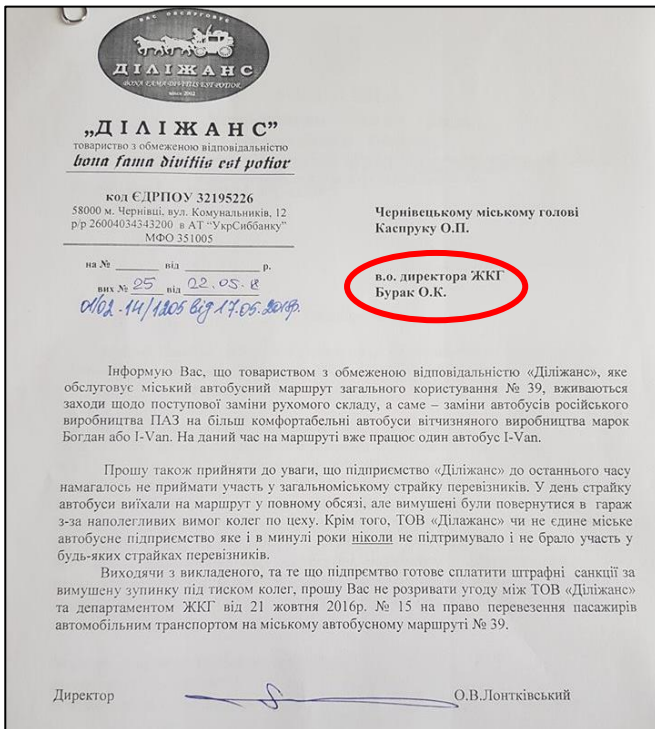 ВАС ОБСЛУГОВУЄ
ДІЛІЖАНС
BONA FAMA DIVITIIS EST POTIOR
„ДІЛІЖАНС”
товариство з обмеженою відповідальністю
bona fama divitiis est potior
код ЄДРПОУ 32195226
58000 м. Чернівці, вул. Комунальників, 12
р/р 26004034343200 в АТ “УкрСиббанку”
МФО 351005
на № від р.
вих № 25 від 22.05.8
01/02-14/1205 від 17.05.2018р.
Чернівецькому міському голові
Каспруку О.П.
в.о. директора ЖКГ
Бурак О.К.
Інформую Вас, що товариством з обмеженою відповідальністю «Діліжанс», яке
обслуговує міський автобусний маршрут загального користування № 39, вживаються
заходи щодо поступової заміни рухомого складу, а саме – заміни автобусів російського
виробництва ПАЗ на більш комфортабельні автобуси вітчизняного виробництва марок
Богдан або I-Van. На даний час на маршруті вже працює один автобус I-Van.
Прошу також прийняти до уваги, що підприємство «Діліжанс» до останнього часу
намагалось не приймати участь у загальноміському страйку перевізників. У день страйку
автобуси виїхали на маршрут у повному обсязі, але вимушені були повернутися в гараж
з-за наполегливих вимог колег по цеху. Крім того, ТОВ «Ділажанс» чи не єдине міське
автобусне підприємство яке і в минулі роки ніколи не підтримувало і не брало участь у
будь-яких страйках перевізників.
Виходячи з викладеного, та те що підпрємтво готове сплатити штрафні санкції за
вимушену зупинку під тиском колег, прошу Вас не розривати угоду між ТОВ «Діліжанс»
та департаментом ЖКГ від 21 жовтня 2016р. № 15 на право перевезення пасажирів
автомобільним транспортом на міському автобусному маршруті № 39.
Директор О.В.Лонтківський